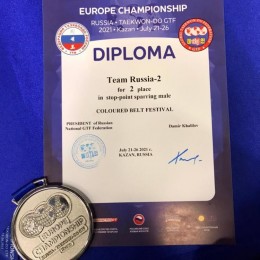 EUROPE CHAMPIONSHIP
RUSSIA • TAEKWON-DO GTF
2021 • Kazan • July 21-26
DIPLOMA
Team Russia-2
for 2 place
in stop-point sparring male
COLOURED BELT FESTIVAL
PRESIDENT of Russian
National GTF Federation
Damir Khalilov
July 21-26 2021 г.
KAZAN, RUSSIA
EUROPE
CHAMPIONSHIP